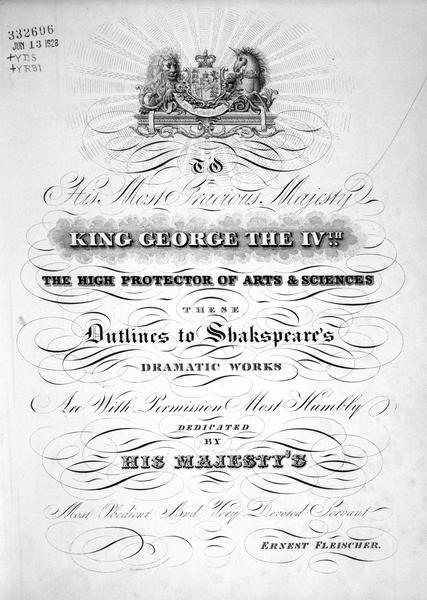 332606
JUN 13 1928
+YDS
+YR31
TO
His Most Gracious Majesty
KING GEORGE THE IVTH.
THE HIGH PROTECTOR OF ARTS & SCIENCES
THESE
Outlines to Shakspeare's
DRAMATIC WORKS
Are With Permission Most Humbly
DEDICATED
BY
HIS MAJESTY'S
Most Obedient And Very Devoted Servant
ERNEST FLEISCHER.